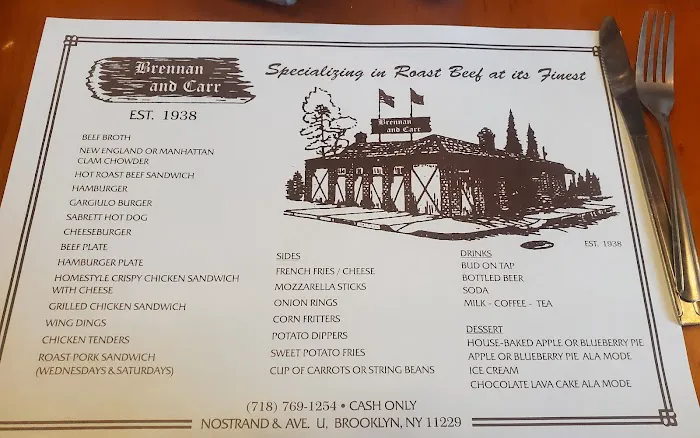 Brennan
and Carr
EST. 1938
Specializing in Roast Beef at its Finest
Brennan
and Carr
EST. 1938
BEEF BROTH
NEW ENGLAND OR MANHATTAN
CLAM CHOWDER
HOT ROAST BEEF SANDWICH
HAMBURGER
GARGIULO BURGER
SABRETT HOT DOG
CHEESEBURGER
BEEF PLATE
HAMBURGER PLATE
HOMESTYLE CRISPY CHICKEN SANDWICH
WITH CHEESE
GRILLED CHICKEN SANDWICH
WING DINGS
CHICKEN TENDERS
ROAST PORK SANDWICH
(WEDNESDAYS & SATURDAYS)
SIDES
FRENCH FRIES / CHEESE
MOZZARELLA STICKS
ONION RINGS
CORN FRITTERS
POTATO DIPPERS
SWEET POTATO FRIES
CUP OF CARROTS OR STRING BEANS
DRINKS
BUD ON TAP
BOTTLED BEER
SODA
MILK - COFFEE - TEA
DESSERT
HOUSE-BAKED APPLE OR BLUEBERRY PIE
APPLE OR BLUEBERRY PIE ALA MODE
ICE CREAM
CHOCOLATE LAVA CAKE ALA MODE
(718) 769-1254 • CASH ONLY
NOSTRAND & AVE. U, BROOKLYN, NY 11229